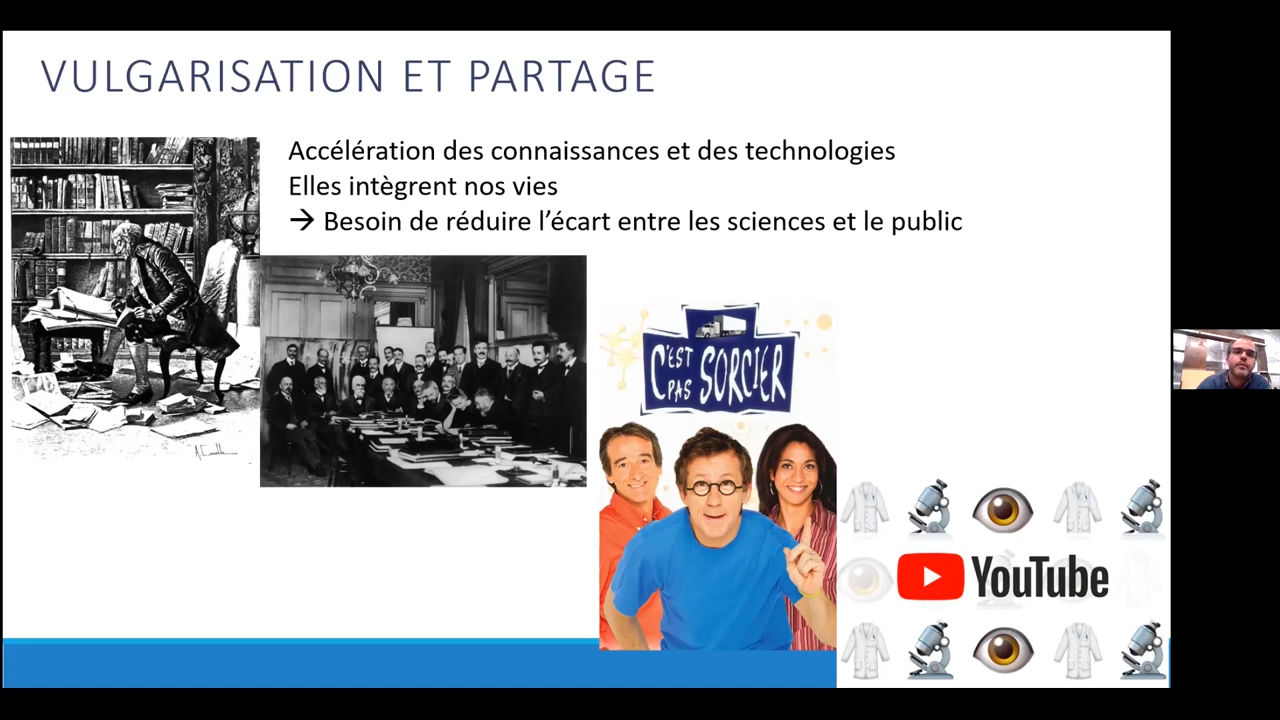 VULGARISATION ET PARTAGE
Accélération des connaissances et des technologies
Elles intègrent nos vies
→ Besoin de réduire l’écart entre les sciences et le public
C'EST
PAS SORCIER
YouTube